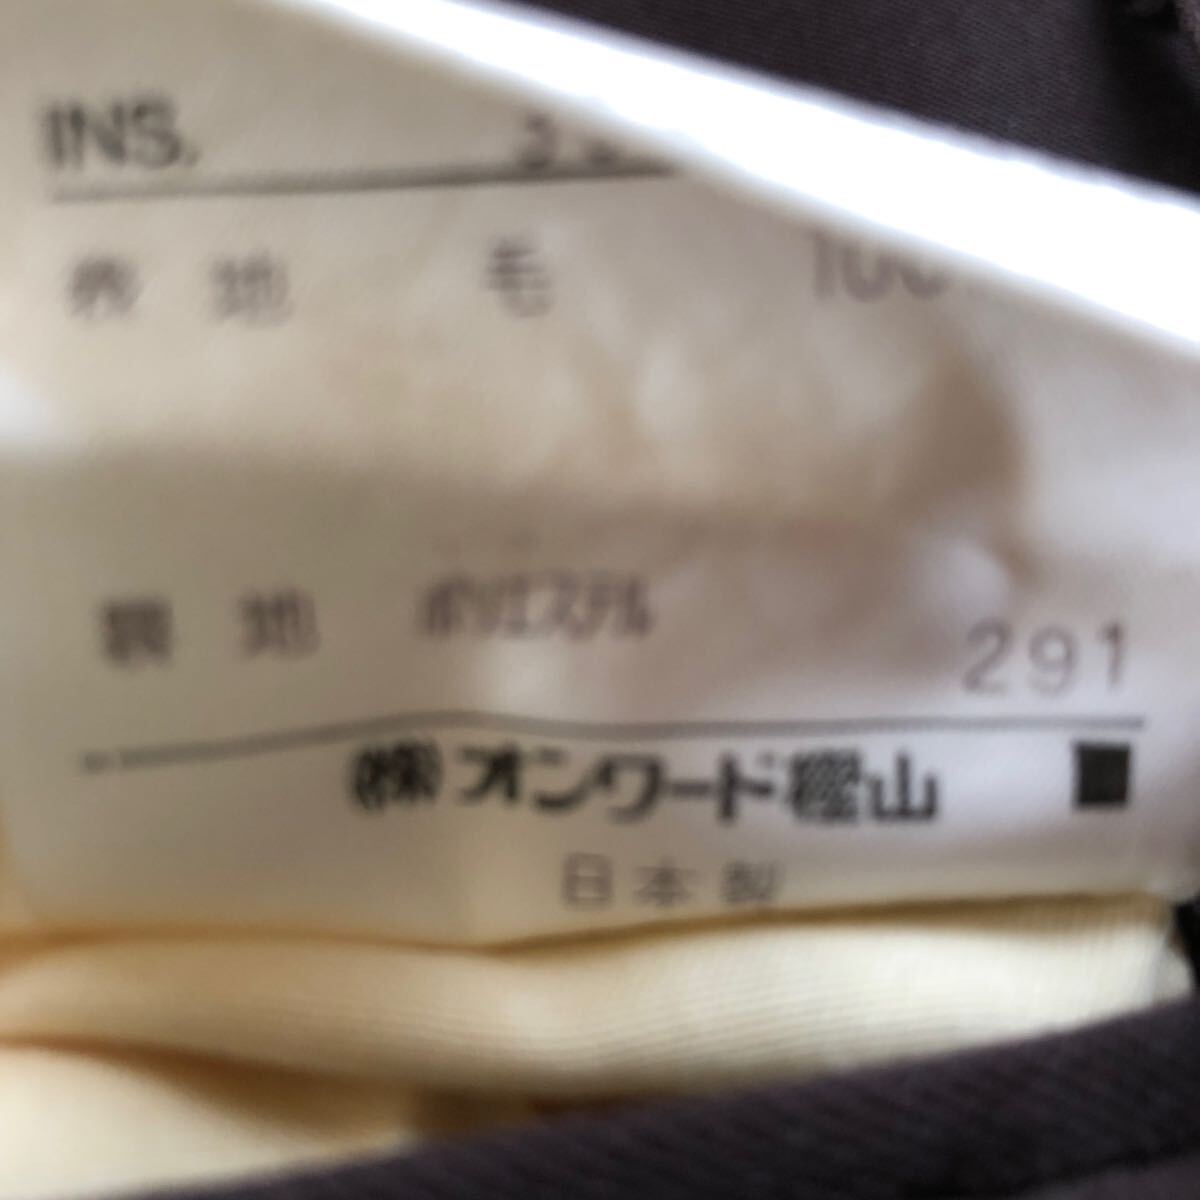 INS.
表 地 毛 100
裏 地 ポリエステル
291
㈱オンワード樫山 ■
日本製